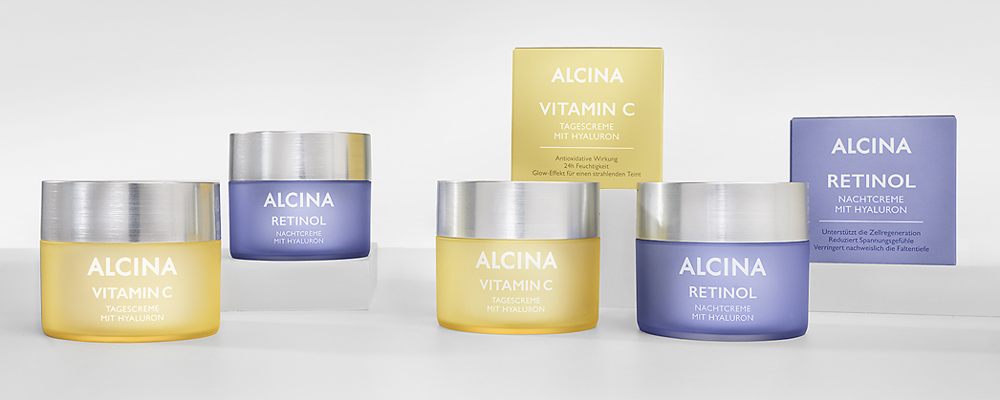 ALCINA
VITAMIN C
TAGESCREME
MIT HYALURON
ALCINA
RETINOL
NACHTCREME
MIT HYALURON
ALCINA
VITAMIN C
TAGESCREME
MIT HYALURON
Antioxidative Wirkung
24h Feuchtigkeit
Glow-Effekt für einen strahlenden Teint
ALCINA
VITAMIN C
TAGESCREME
MIT HYALURON
ALCINA
RETINOL
NACHTCREME
MIT HYALURON
ALCINA
RETINOL
NACHTCREME
MIT HYALURON
Unterstützt die Zellregeneration
Reduziert Spannungsgefühle
Verringert nachweislich die Faltentiefe